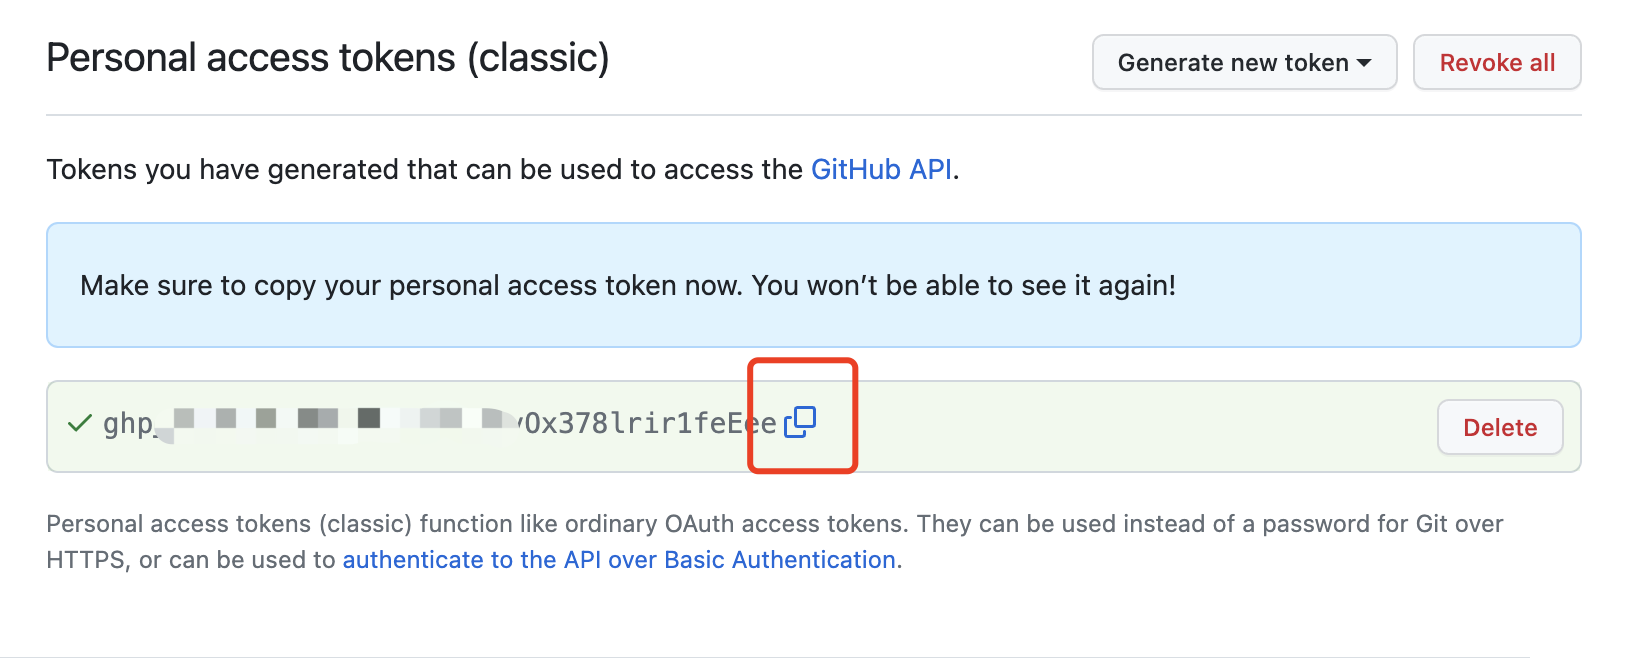 Personal access tokens (classic)
Generate new token
Revoke all
Tokens you have generated that can be used to access the GitHub API.
Make sure to copy your personal access token now. You won't be able to see it again!
ghp_
Delete
Personal access tokens (classic) function like ordinary OAuth access tokens. They can be used instead of a password for Git over
HTTPS, or can be used to authenticate to the API over Basic Authentication.